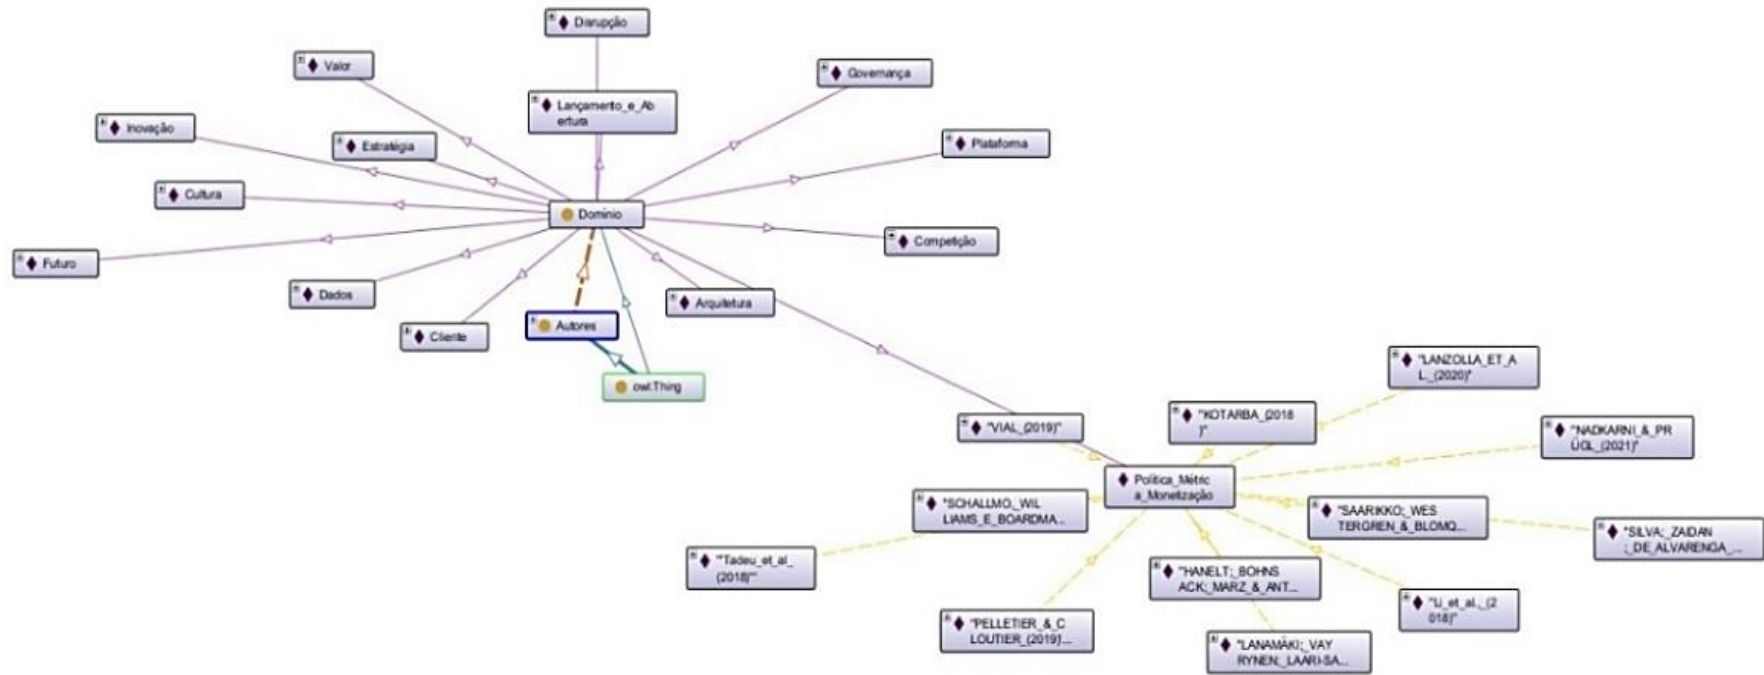 Disrupção
Valor
Governança
Lançamento_e_Ab
ertura
Inovação
Estratégia
Plataforma
Cultura
Domínio
Competição
Futuro
Dados
Arquitetura
Cliente
Autores
owl:Thing
"LANZOLLA_ET_A
L._(2020)"
"VIAL_(2019)"
"KOTARBA_(2018
)"
"NADKARNI_&_PR
ÜGL_(2021)"
Política_Métric
a_Monetização
"SCHALLMO;_WIL
LIAMS_E_BOARDMA...
"SAARIKKO;_WES
TERGREN_&_BLOMQ...
"SILVA;_ZAIDAN
;_DE_ALVARENGA_...
""Tadeu_et_al_
(2018)""
"HANELT;_BOHNS
ACK;_MARZ_&_ANT...
"Li_et_al.,_(2
018)"
"PELLETIER_&_C
LOUTIER_(2019)...
"LANAMÄKI;_VAY
RYNEN;_LAARI-SA...